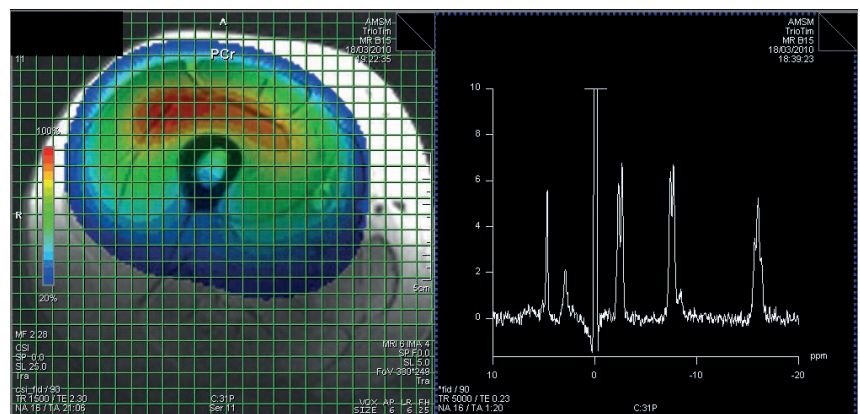 A
PCr
AMSM
TrioTim
MR B15
18/03/2010
19:22:35
11
100%
R
20%
5cm
MF 2.28
CSI
SP 0.0
SL 25.0
Tra
csi_fid / 90
TR 1500 / TE 2.30
NA 16 / TA 21:06
C:31P
Ser 11
MRI 6 IMA 4
SP F0.0
SL 5.0
FoV 380*249
Tra
VOX AP LR FH
SIZE 6 6 25
AMSM
TrioTim
MR B15
18/03/2010
18:39:23
10
8
6
4
2
0
10 0 -10 -20
ppm
*fid / 90
TR 5000 / TE 0.23
NA 16 / TA 1:20
C:31P